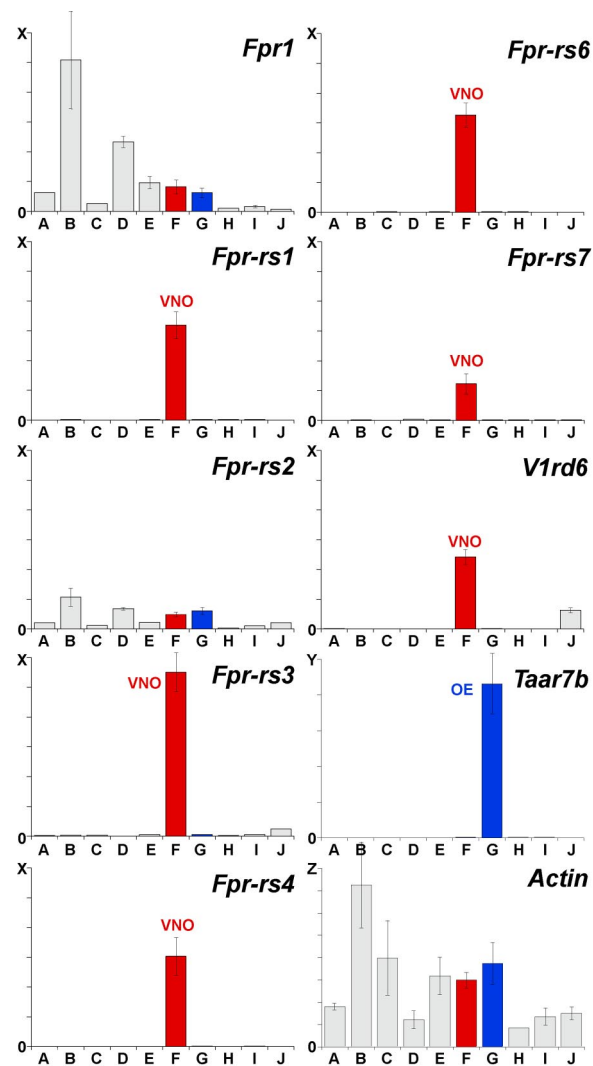 X
Fpr1
0
A B C D E F G H I J
X
Fpr-rs6
VNO
0
A B C D E F G H I J
X
Fpr-rs1
VNO
0
A B C D E F G H I J
X
Fpr-rs7
VNO
0
A B C D E F G H I J
X
Fpr-rs2
0
A B C D E F G H I J
X
V1rd6
VNO
0
A B C D E F G H I J
X
Fpr-rs3
VNO
0
A B C D E F G H I J
Y
Taar7b
OE
0
A B C D E F G H I J
X
Fpr-rs4
VNO
0
A B C D E F G H I J
Z
Actin
0
A B C D E F G H I J